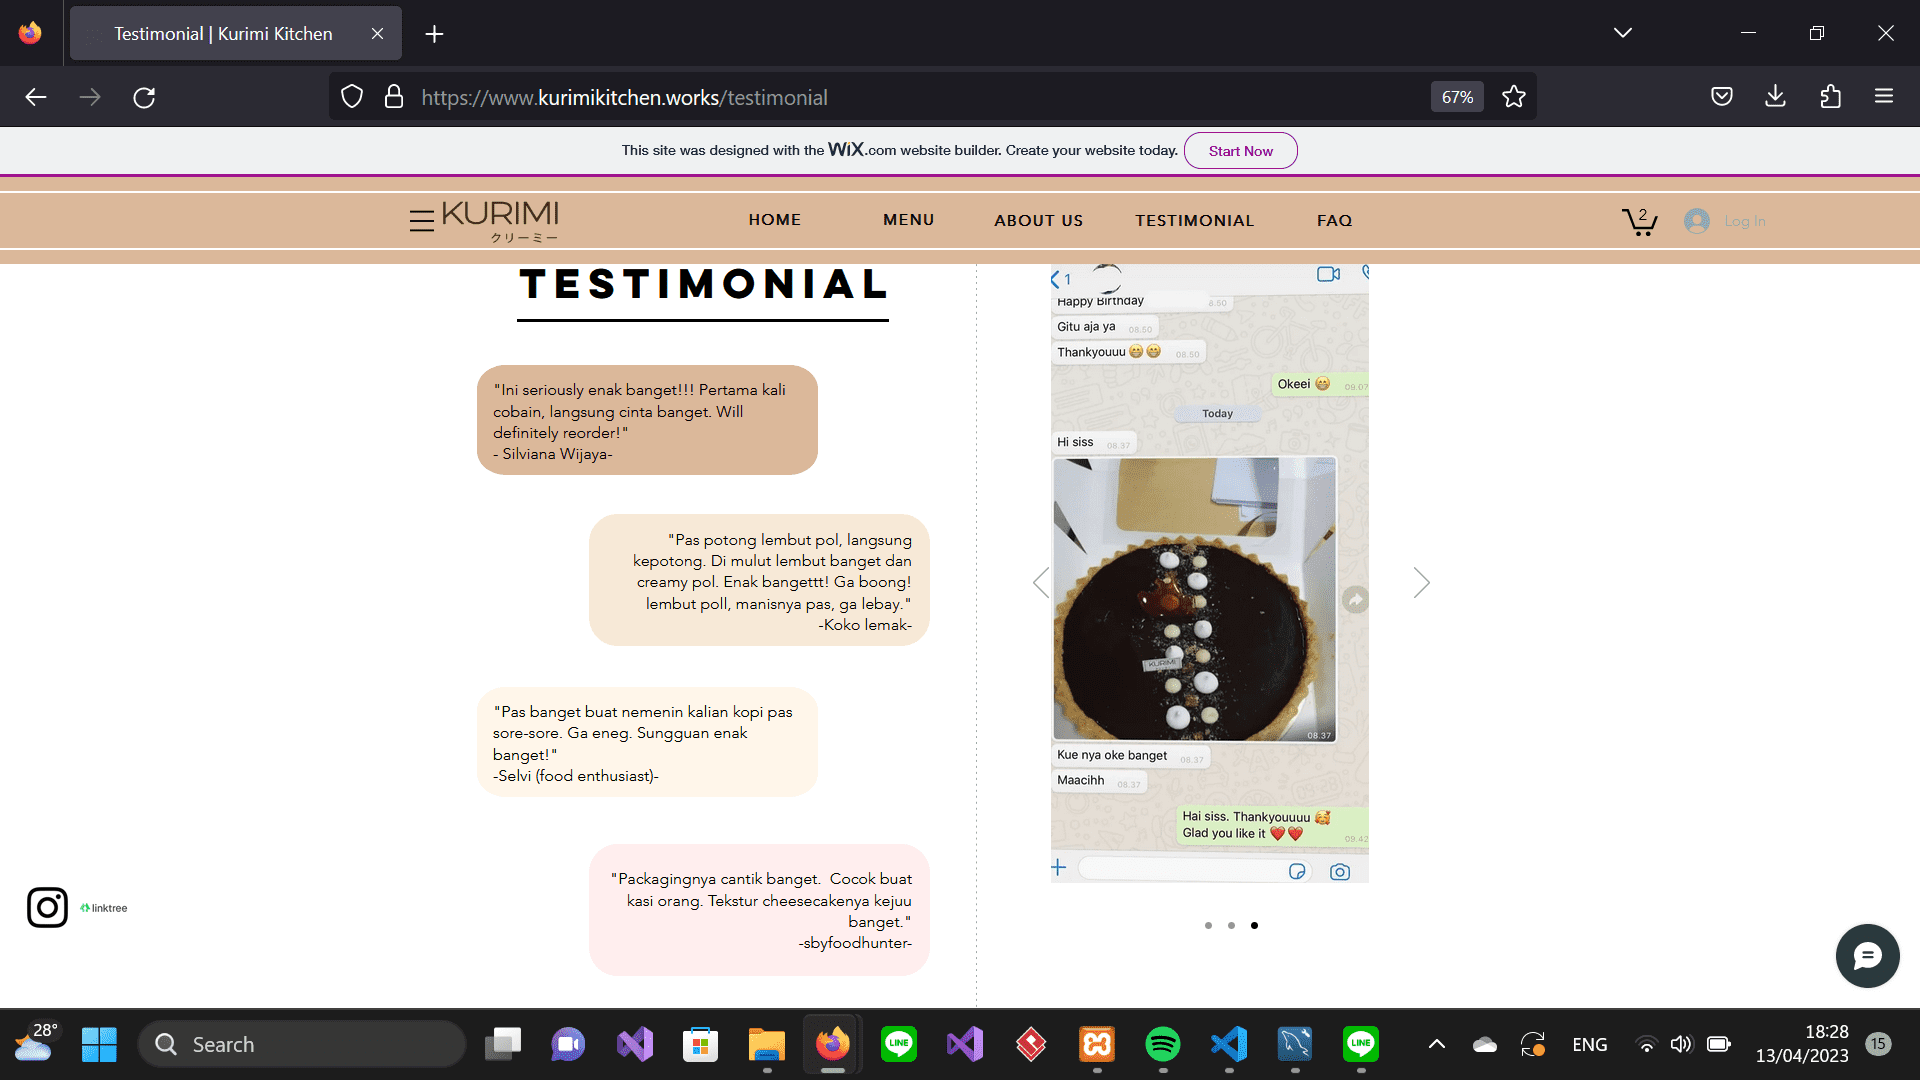 Testimonial | Kurimi Kitchen
https://www.kurimikitchen.works/testimonial
67%
This site was designed with the WiX.com website builder. Create your website today.
Start Now
KURIMI
クリーミー
HOME
MENU
ABOUT US
TESTIMONIAL
FAQ
2
Log In
TESTIMONIAL
"Ini seriously enak banget!!! Pertama kali
cobain, langsung cinta banget. Will
definitely reorder!"
- Silviana Wijaya-
"Pas potong lembut pol, langsung
kepotong. Di mulut lembut banget dan
creamy pol. Enak bangettt! Ga boong!
lembut poll, manisnya pas, ga lebay."
-Koko lemak-
"Pas banget buat nemenin kalian kopi pas
sore-sore. Ga eneg. Sungguan enak
banget!"
-Selvi (food enthusiast)-
"Packagingnya cantik banget.  Cocok buat
kasi orang. Tekstur cheesecakenya kejuu
banget."
-sbyfoodhunter-
1
Happy Birthday
8.50
Gitu aja ya 08.50
Thankyouuu 😁😁 08.50
Okeei 😁 09.07
Today
Hi siss 08.37
KURIMI
08.37
Kue nya oke banget 08.37
Maacihh 08.37
Hai siss. Thankyouuuu 🥰
Glad you like it ❤️❤️ 09.42
linktree
28°
Search
LINE
LINE
ENG
18:28
13/04/2023
15